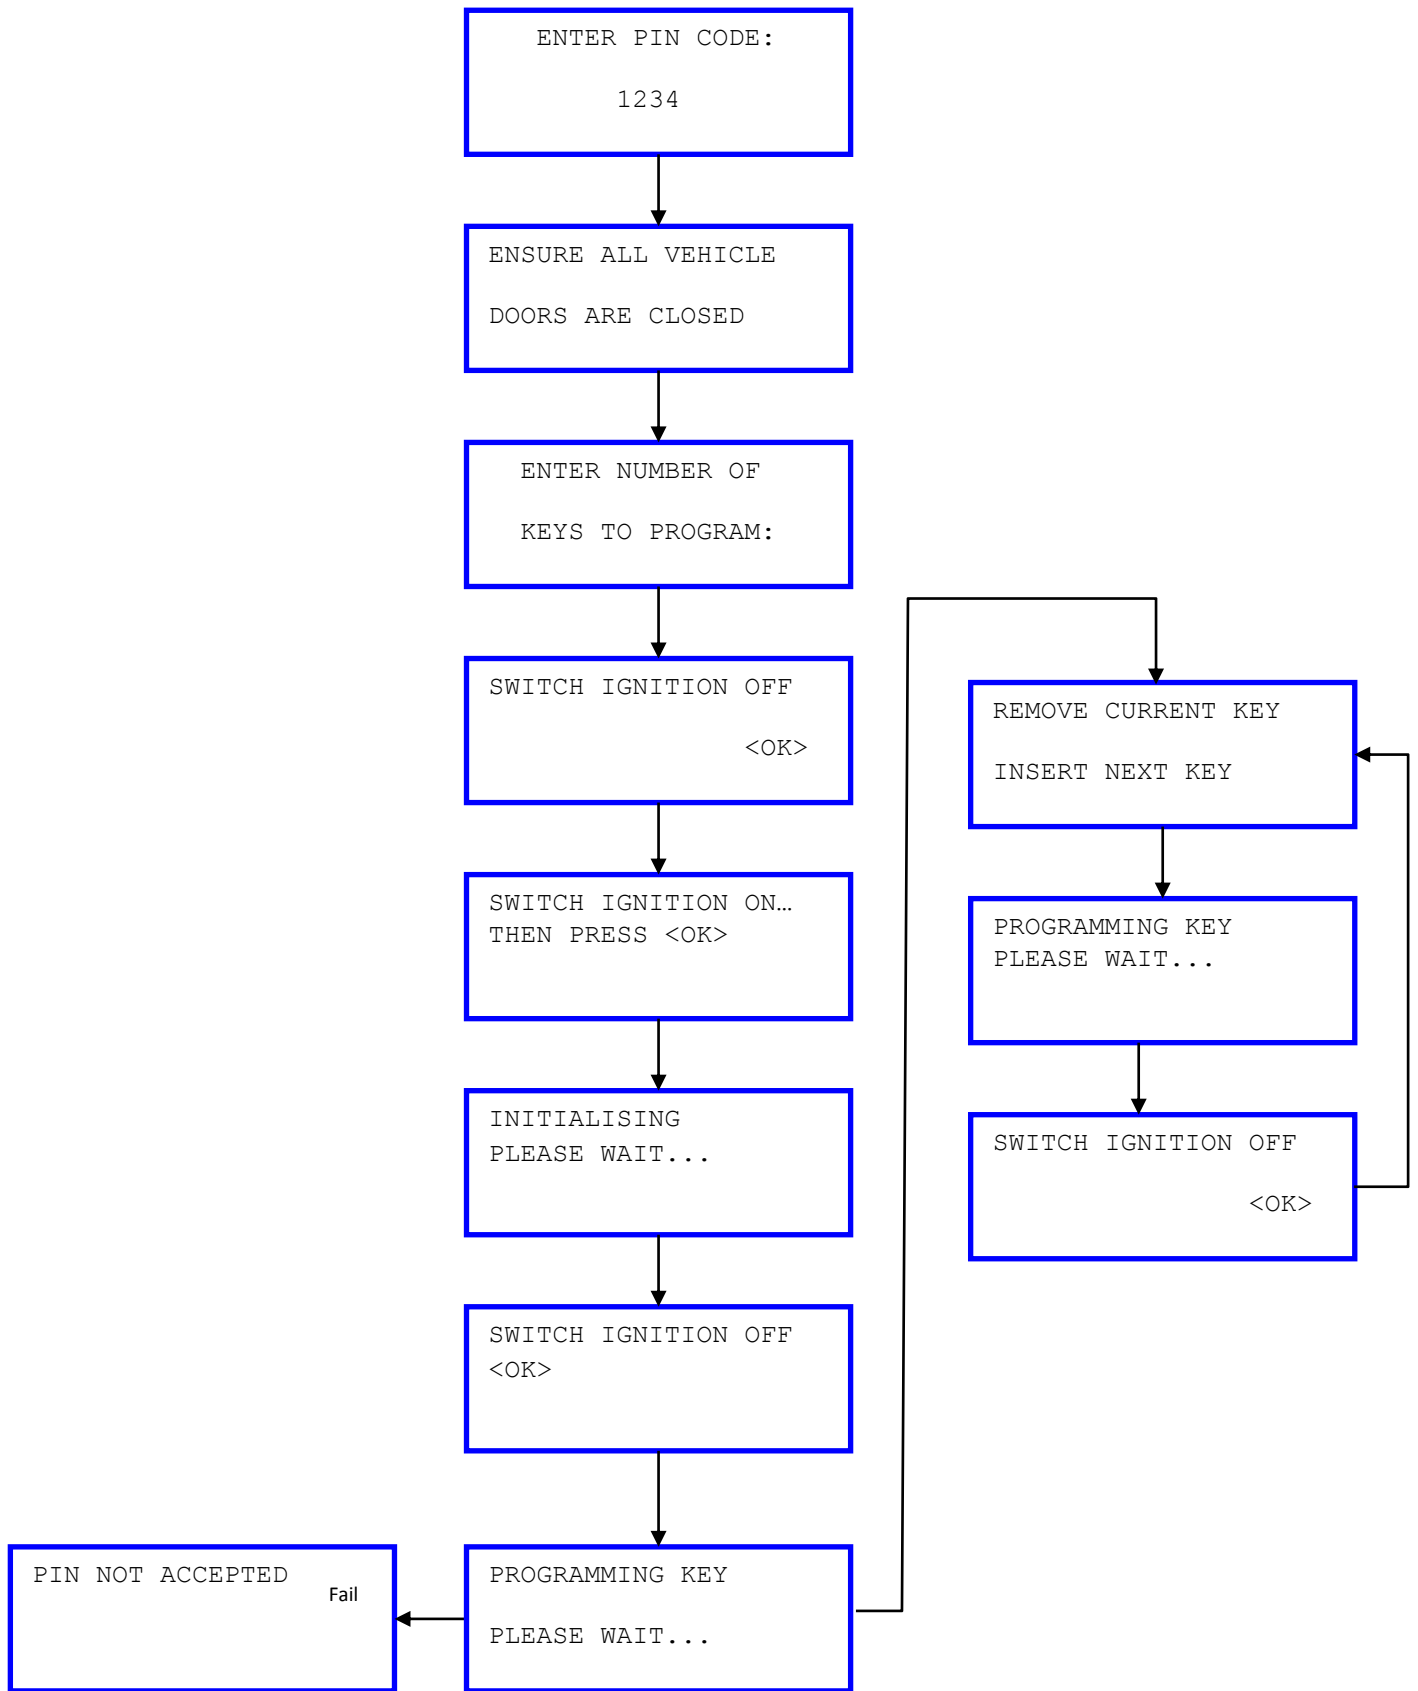 ENTER PIN CODE:
1234
ENSURE ALL VEHICLE
DOORS ARE CLOSED
ENTER NUMBER OF
KEYS TO PROGRAM:
SWITCH IGNITION OFF
<OK>
SWITCH IGNITION ON…
THEN PRESS <OK>
INITIALISING
PLEASE WAIT...
SWITCH IGNITION OFF
<OK>
PROGRAMMING KEY
PLEASE WAIT...
PIN NOT ACCEPTED
Fail
REMOVE CURRENT KEY
INSERT NEXT KEY
PROGRAMMING KEY
PLEASE WAIT...
SWITCH IGNITION OFF
<OK>